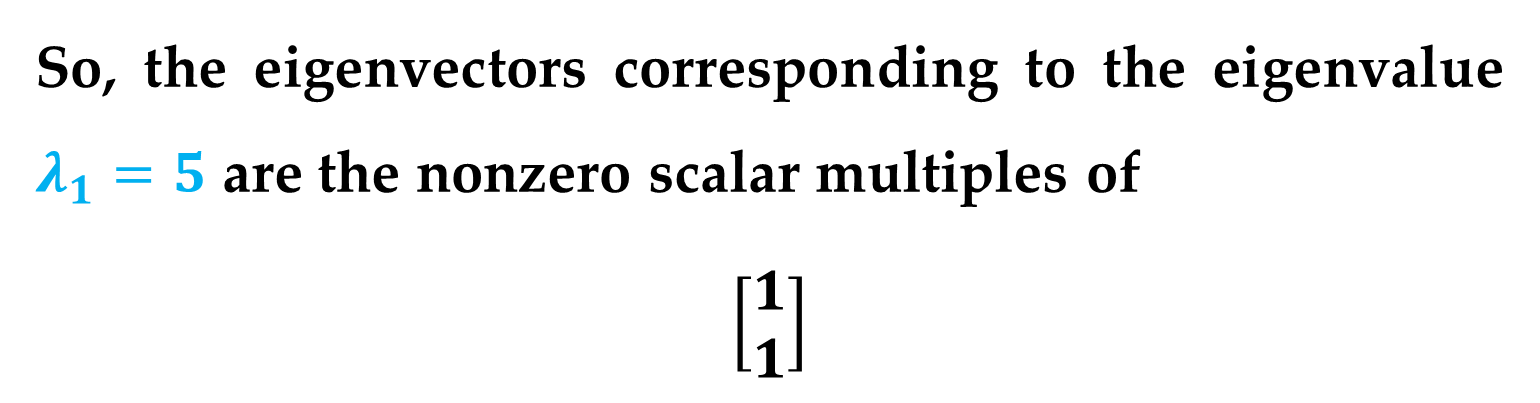 So, the eigenvectors corresponding to the eigenvalue
λ₁ = 5 are the nonzero scalar multiples of
[1
1]